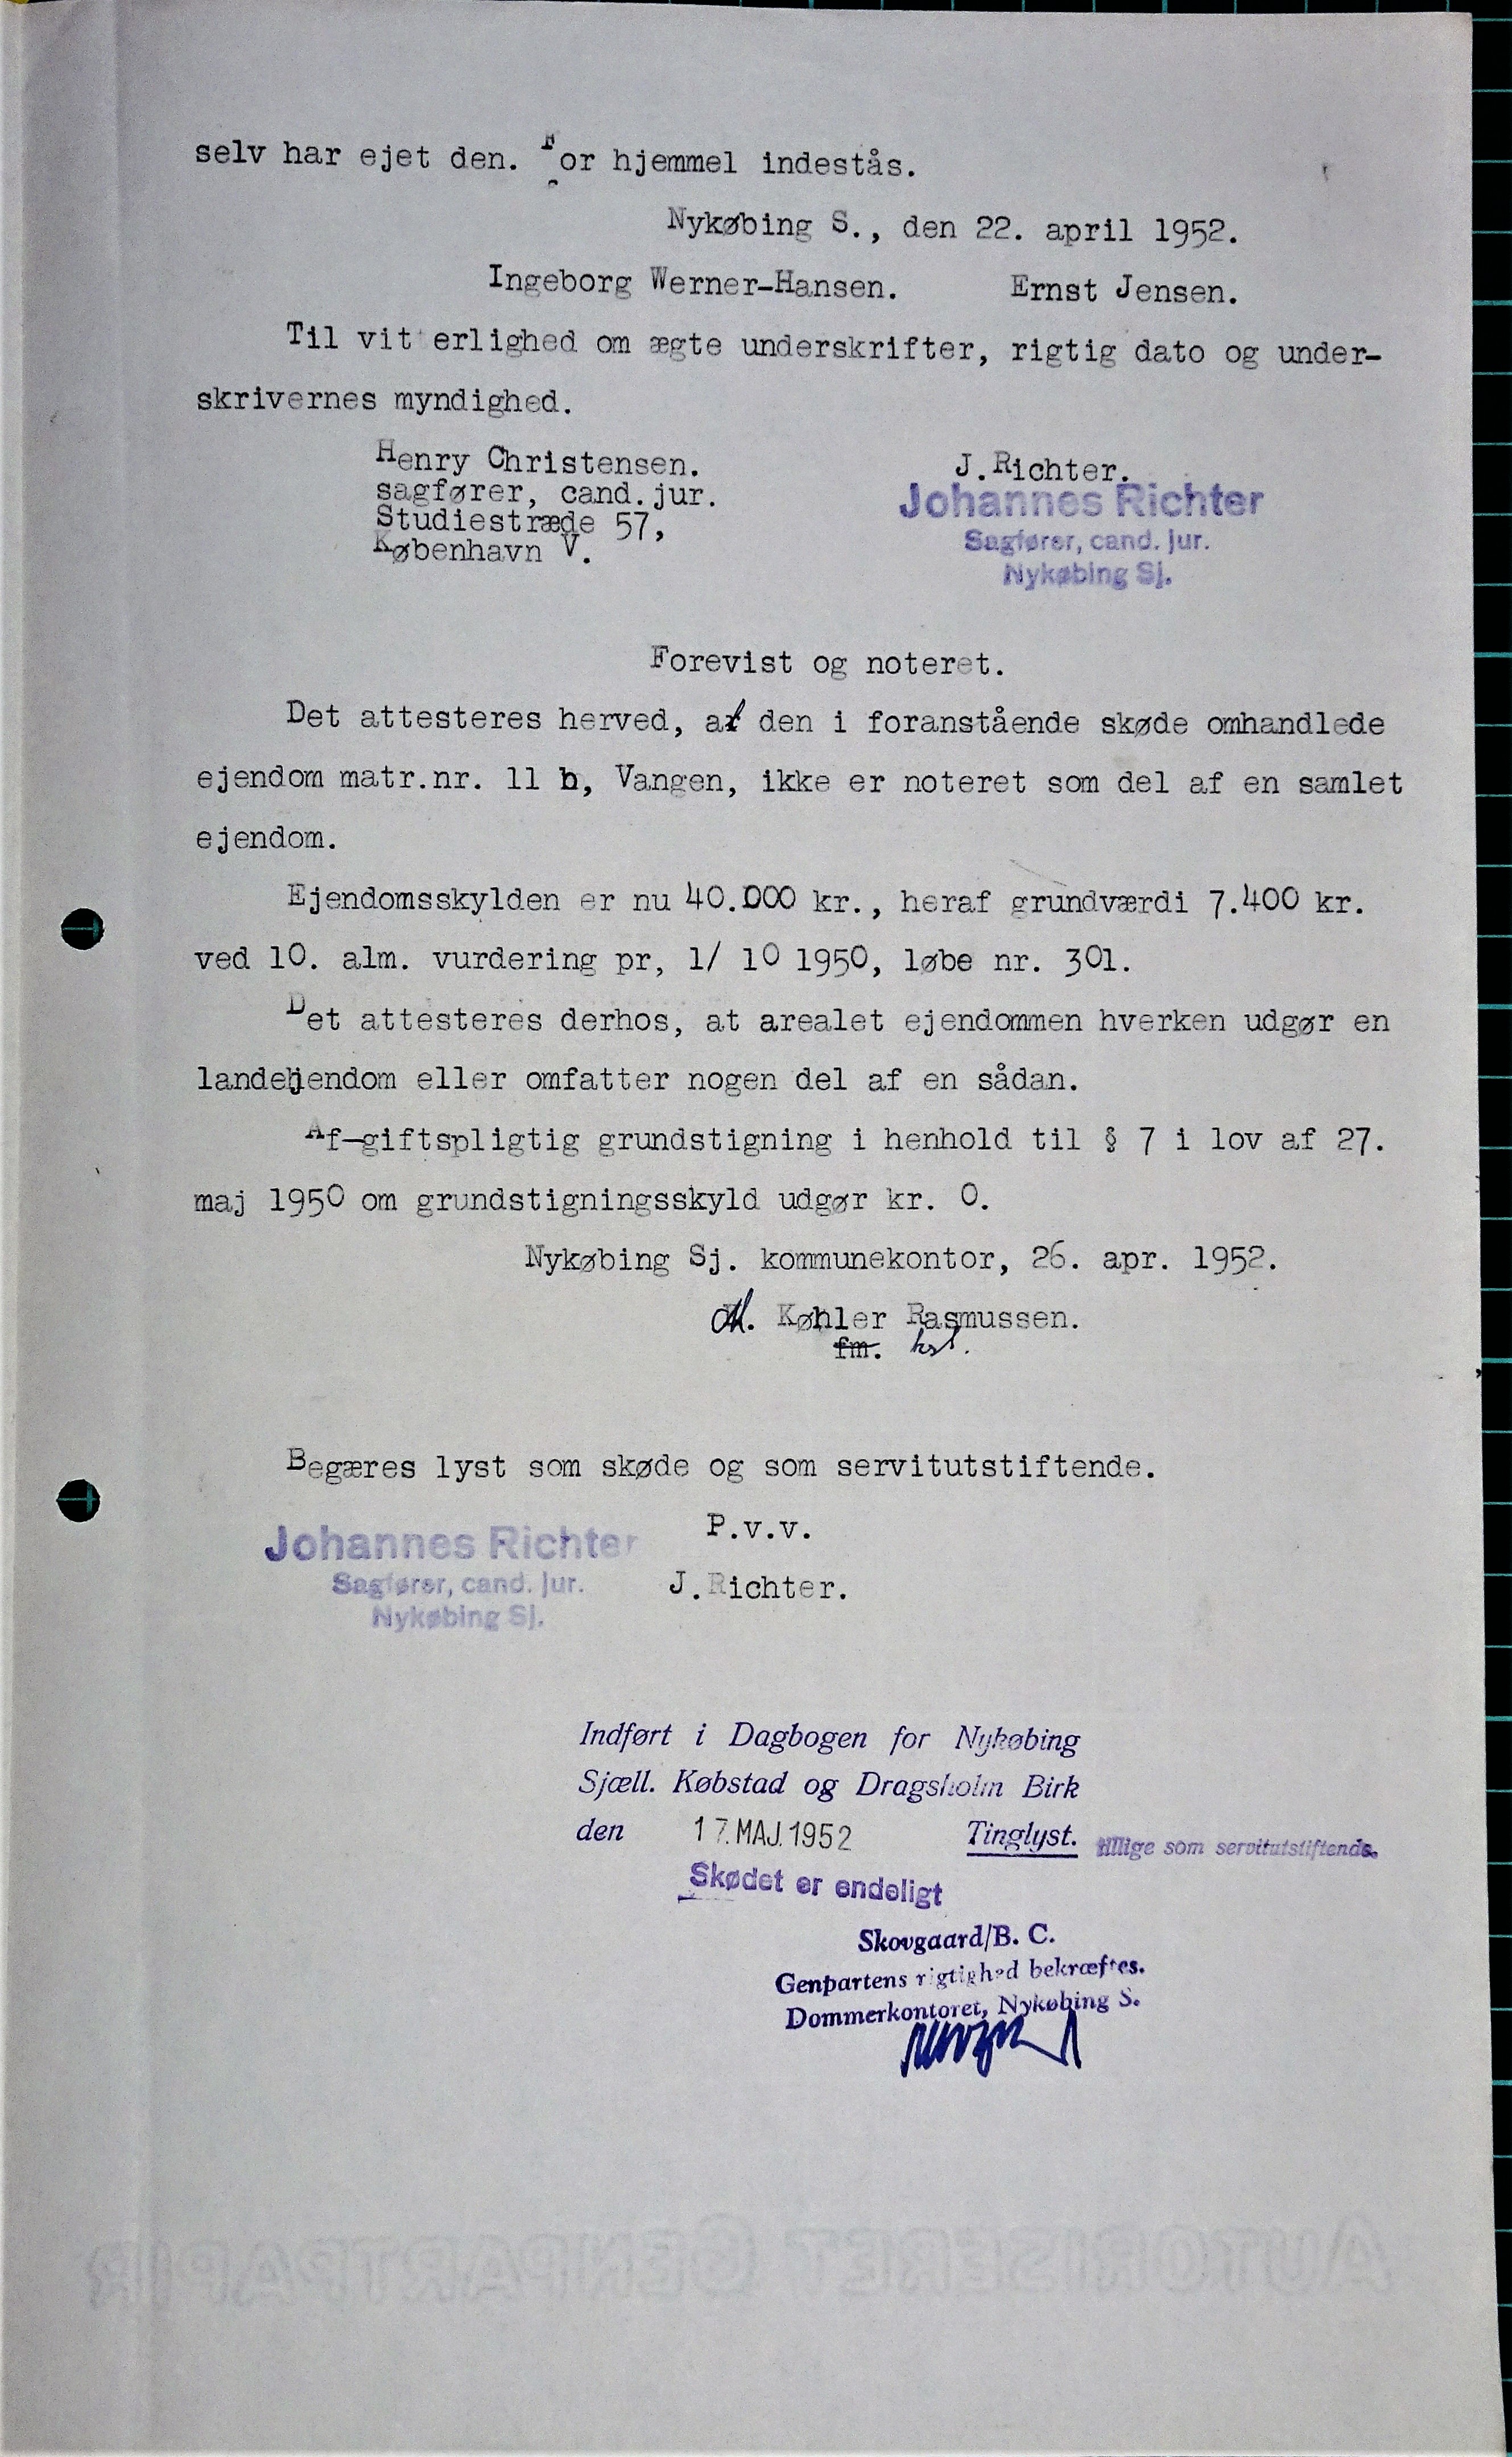 selv har ejet den. For hjemmel indestås.
Nykøbing S., den 22. april 1952.
Ingeborg Werner-Hansen. Ernst Jensen.
Til vitterlighed om ægte underskrifter, rigtig dato og under-
skrivernes myndighed.
Henry Christensen. J.Richter.
sagfører, cand.jur. Johannes Richter
Studiestræde 57, Sagfører, cand. jur.
København V. Nykøbing Sj.
Forevist og noteret.
Det attesteres herved, at den i foranstående skøde omhandlede
ejendom matr.nr. 11 b, Vangen, ikke er noteret som del af en samlet
ejendom.
Ejendomsskylden er nu 40.000 kr., heraf grundværdi 7.400 kr.
ved 10. alm. vurdering pr, 1/ 10 1950, løbe nr. 301.
Det attesteres derhos, at arealet ejendommen hverken udgør en
landejendom eller omfatter nogen del af en sådan.
Af-giftspligtig grundstigning i henhold til § 7 i lov af 27.
maj 1950 om grundstigningsskyld udgør kr. 0.
Nykøbing Sj. kommunekontor, 26. apr. 1952.
Køhler Rasmussen.
fm. kst.
Begæres lyst som skøde og som servitutstiftende.
Johannes Richter P.v.v.
Sagfører, cand. jur. J.Richter.
Nykøbing Sj.
Indført i Dagbogen for Nykøbing
Sjæll. Købstad og Dragsholm Birk
den 17. MAJ. 1952 Tinglyst. tillige som servitutstiftende.
Skødet er endeligt
Skovgaard/B. C.
Genpartens rigtighed bekræftes.
Dommerkontoret, Nykøbing S.
AUTORISERET GENPARTPAPIR